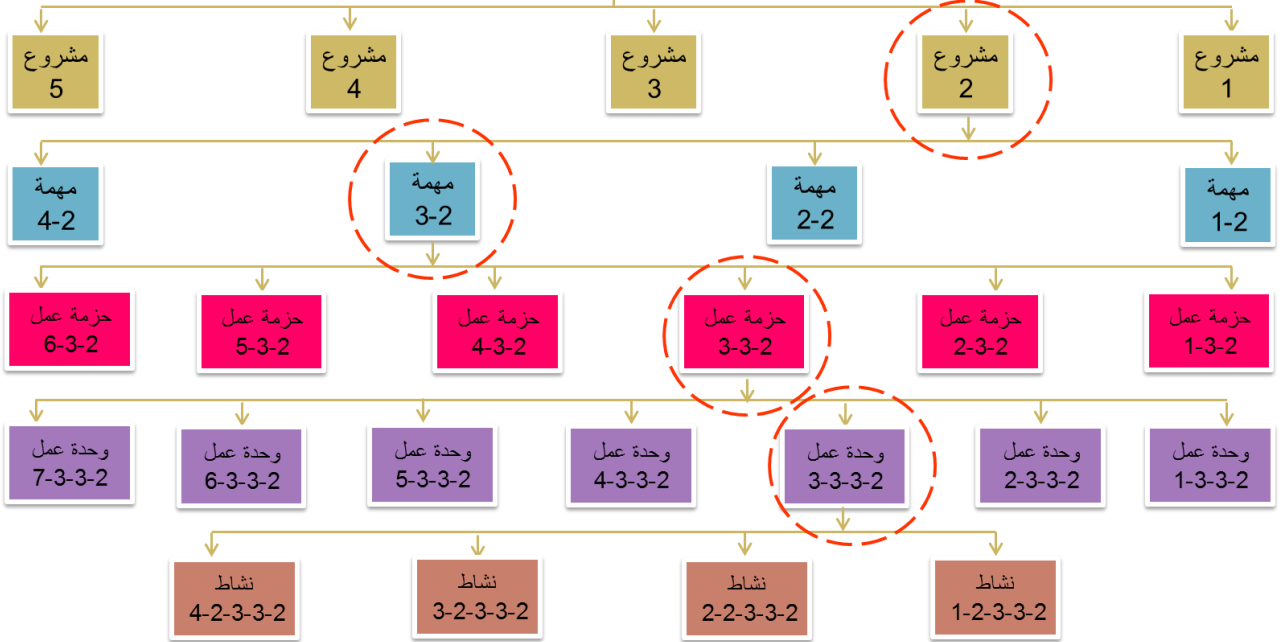 مشروع
1
مشروع
2
مشروع
3
مشروع
4
مشروع
5
مهمة
1-2
مهمة
2-2
مهمة
3-2
مهمة
4-2
حزمة عمل
1-3-2
حزمة عمل
2-3-2
حزمة عمل
3-3-2
حزمة عمل
4-3-2
حزمة عمل
5-3-2
حزمة عمل
6-3-2
وحدة عمل
1-3-3-2
وحدة عمل
2-3-3-2
وحدة عمل
3-3-3-2
وحدة عمل
4-3-3-2
وحدة عمل
5-3-3-2
وحدة عمل
6-3-3-2
وحدة عمل
7-3-3-2
نشاط
1-2-3-3-2
نشاط
2-2-3-3-2
نشاط
3-2-3-3-2
نشاط
4-2-3-3-2